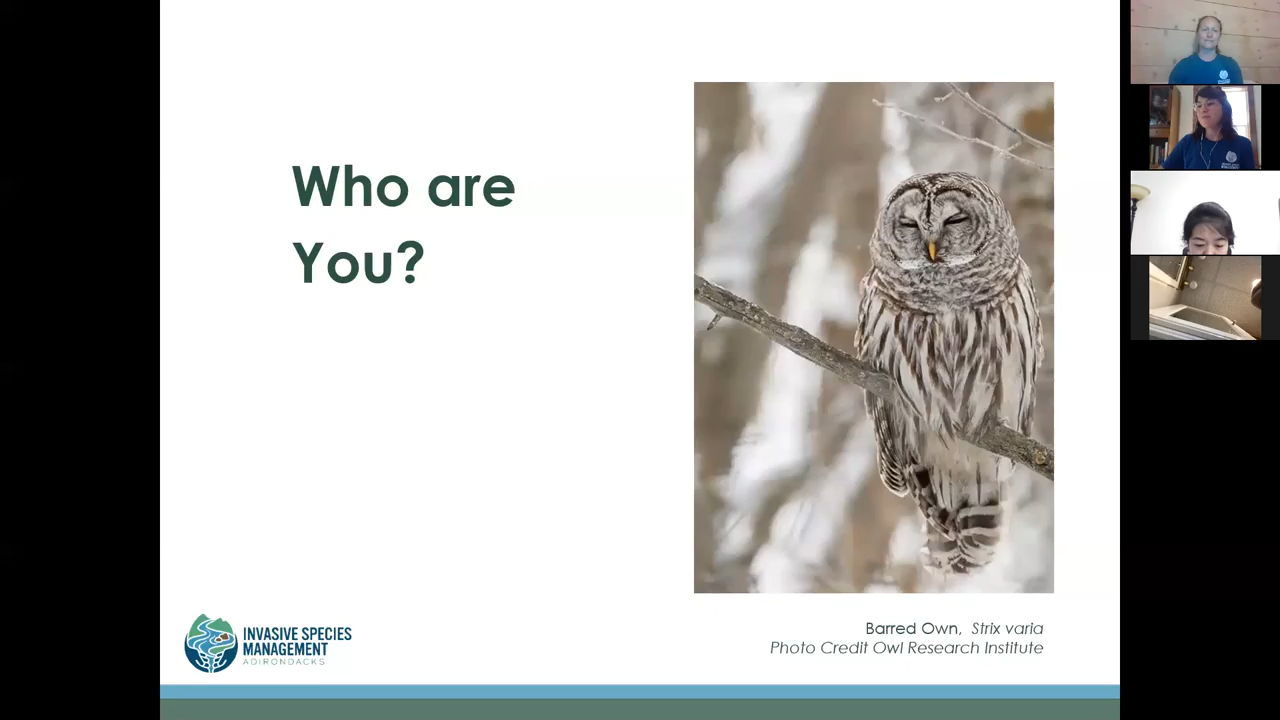 Who are
You?
INVASIVE SPECIES
MANAGEMENT
ADIRONDACKS
Barred Own, Strix varia
Photo Credit Owl Research Institute